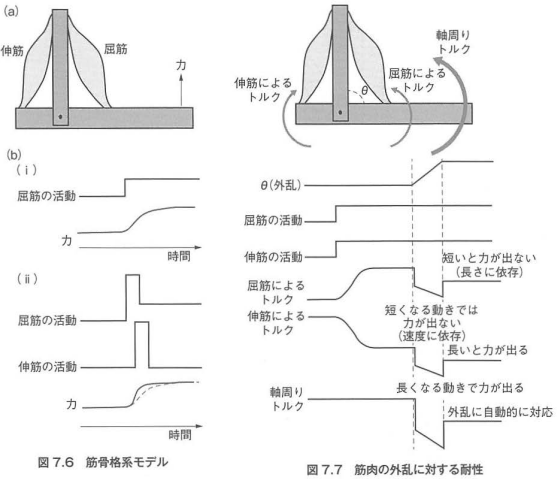 (a)
伸筋
屈筋
力
(b)
(i)
屈筋の活動
力
時間
(ii)
屈筋の活動
伸筋の活動
力
時間
図 7.6 筋骨格系モデル
軸周り
トルク
伸筋による
トルク
屈筋による
トルク
θ
θ(外乱)
屈筋の活動
伸筋の活動
短いと力が出ない
(長さに依存)
屈筋による
トルク
伸筋による
トルク
短くなる動きでは
力が出ない
(速度に依存)
長いと力が出る
長くなる動きで力が出る
軸周り
トルク
外乱に自動的に対応
図 7.7 筋肉の外乱に対する耐性